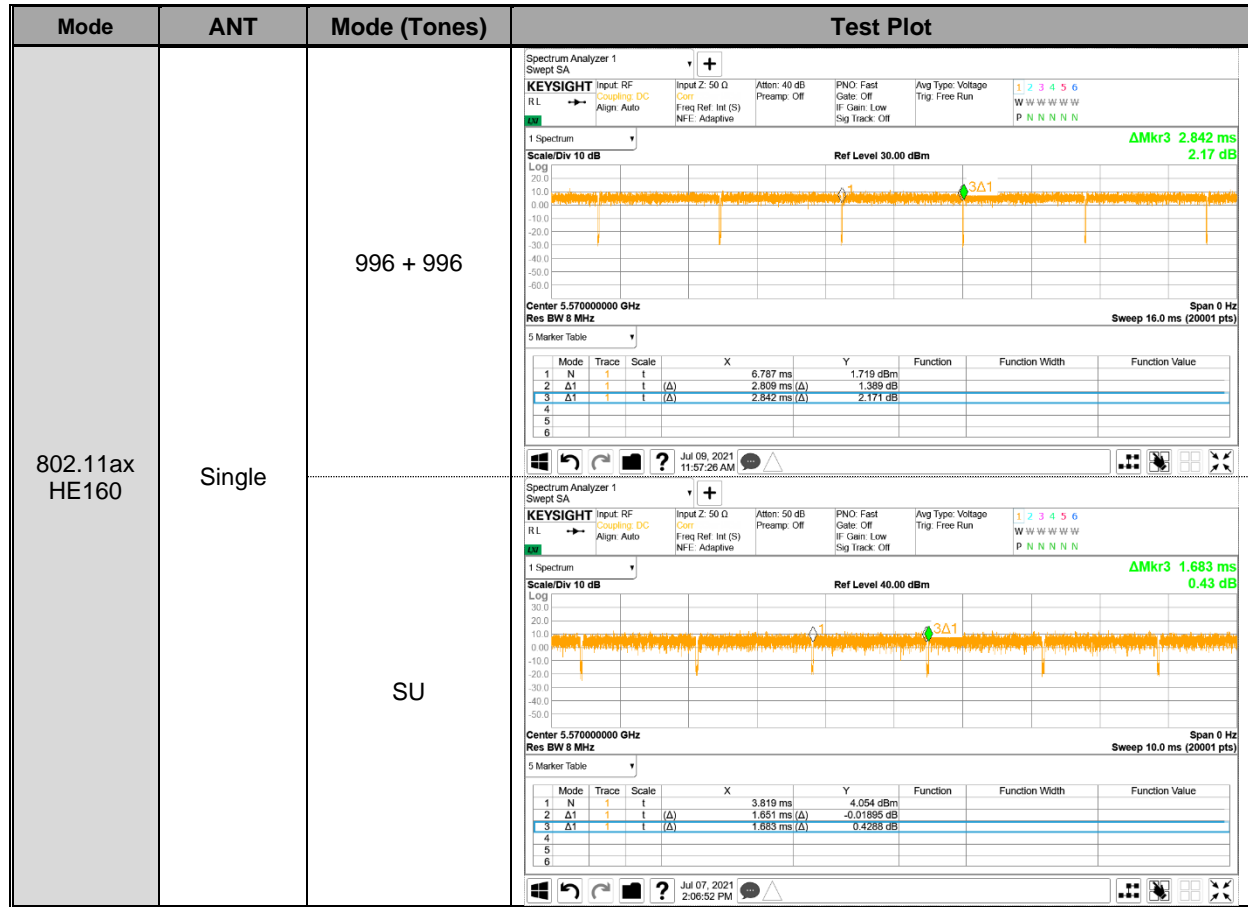 Mode ANT Mode (Tones) Test Plot
802.11ax
HE160
Single
996 + 996
Spectrum Analyzer 1
Swept SA
+
KEYSIGHT Input: RF Input Z: 50 Ω Atten: 40 dB PNO: Fast Avg Type: Voltage 1 2 3 4 5 6
RL Coupling: DC Corr Preamp: Off Gate: Off Trig: Free Run W W W W W W
Align: Auto Freq Ref: Int (S) IF Gain: Low P N N N N N
NFE: Adaptive Sig Track: Off
1 Spectrum ΔMkr3 2.842 ms
Scale/Div 10 dB Ref Level 30.00 dBm 2.17 dB
Log
20.0
10.0
0.00
-10.0
-20.0
-30.0
-40.0
-50.0
-60.0
1 3Δ1
Center 5.570000000 GHz Span 0 Hz
Res BW 8 MHz Sweep 16.0 ms (20001 pts)
5 Marker Table
Mode Trace Scale X Y Function Function Width Function Value
1 N 1 t 6.787 ms 1.719 dBm
2 Δ1 1 t (Δ) 2.809 ms (Δ) 1.389 dB
3 Δ1 1 t (Δ) 2.842 ms (Δ) 2.171 dB
4
5
6
? Jul 09, 2021
11:57:26 AM
SU
Spectrum Analyzer 1
Swept SA
+
KEYSIGHT Input: RF Input Z: 50 Ω Atten: 50 dB PNO: Fast Avg Type: Voltage 1 2 3 4 5 6
RL Coupling: DC Corr Preamp: Off Gate: Off Trig: Free Run W W W W W W
Align: Auto Freq Ref: Int (S) IF Gain: Low P N N N N N
NFE: Adaptive Sig Track: Off
1 Spectrum ΔMkr3 1.683 ms
Scale/Div 10 dB Ref Level 40.00 dBm 0.43 dB
Log
30.0
20.0
10.0
0.00
-10.0
-20.0
-30.0
-40.0
-50.0
1 3Δ1
Center 5.570000000 GHz Span 0 Hz
Res BW 8 MHz Sweep 10.0 ms (20001 pts)
5 Marker Table
Mode Trace Scale X Y Function Function Width Function Value
1 N 1 t 3.819 ms 4.054 dBm
2 Δ1 1 t (Δ) 1.651 ms (Δ) -0.01895 dB
3 Δ1 1 t (Δ) 1.683 ms (Δ) 0.4288 dB
4
5
6
? Jul 07, 2021
2:06:52 PM